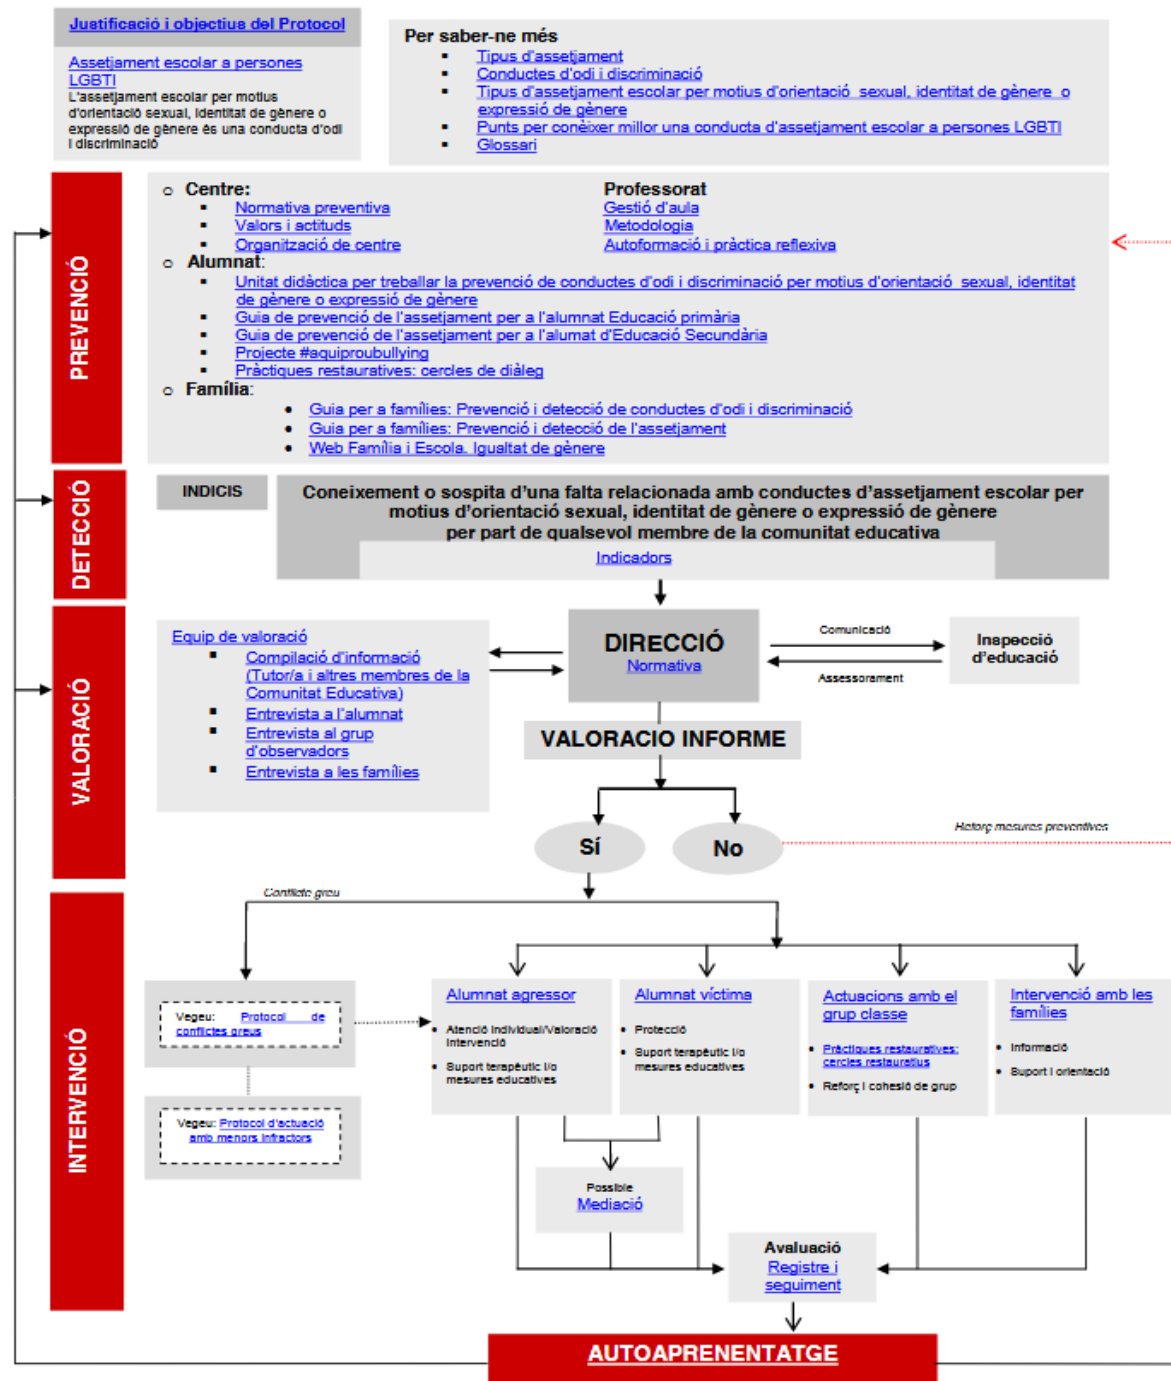 Justificació i objectius del Protocol
Assetjament escolar a persones
LGBTI
L'assetjament escolar per motius
d'orientació sexual, identitat de gènere o
expressió de gènere és una conducta d'odi
i discriminació
Per saber-ne més
Tipus d'assetjament
Conductes d'odi i discriminació
Tipus d'assetjament escolar per motius d'orientació sexual, identitat de gènere o
expressió de gènere
Punts per conèixer millor una conducta d'assetjament escolar a persones LGBTI
Glossari
PREVENCIÓ
Centre:
Normativa preventiva
Valors i actituds
Organització de centre
Professorat
Gestió d'aula
Metodologia
Autoformació i pràctica reflexiva
Alumnat:
Unitat didàctica per treballar la prevenció de conductes d'odi i discriminació per motius d'orientació sexual, identitat
de gènere o expressió de gènere
Guia de prevenció de l'assetjament per a l'alumnat Educació primària
Guia de prevenció de l'assetjament per a l'alumat d'Educació Secundària
Projecte #aquiproubullying
Pràctiques restauratives: cercles de diàleg
Família:
Guia per a famílies: Prevenció i detecció de conductes d'odi i discriminació
Guia per a famílies: Prevenció i detecció de l'assetjament
Web Família i Escola. Igualtat de gènere
DETECCIÓ
INDICIS
Coneixement o sospita d'una falta relacionada amb conductes d'assetjament escolar per
motius d'orientació sexual, identitat de gènere o expressió de gènere
per part de qualsevol membre de la comunitat educativa
Indicadors
VALORACIÓ
Equip de valoració
Compilació d'informació
(Tutor/a i altres membres de la
Comunitat Educativa)
Entrevista a l'alumnat
Entrevista al grup
d'observadors
Entrevista a les famílies
DIRECCIÓ
Normativa
Comunicació
Assessorament
Inspecció
d'educació
VALORACIO INFORME
Sí
No
Reforç mesures preventives
INTERVENCIÓ
Conflicte greu
Vegeu: Protocol de
conflictes greus
Vegeu: Protocol d'actuació
amb menors infractors
Alumnat agressor
Atenció individual/Valoració
Intervenció
Suport terapèutic i/o
mesures educatives
Alumnat víctima
Protecció
Suport terapèutic i/o
mesures educatives
Actuacions amb el
grup classe
Pràctiques restauratives:
cercles restauratius
Reforç i cohesió de grup
Intervenció amb les
famílies
Informació
Suport i orientació
Possible
Mediació
Avaluació
Registre i
seguiment
AUTOAPRENENTATGE